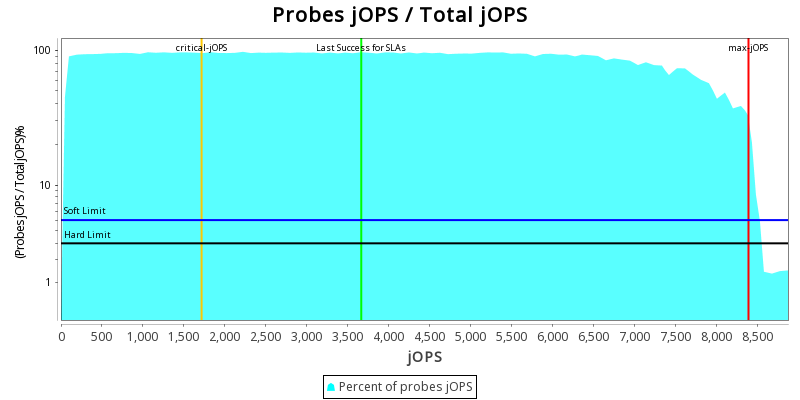 Probes jOPS / Total jOPS
critical-jOPS
Last Success for SLAs
max-jOPS
100
10
1
(Probes jOPS / Total jOPS)%
Soft Limit
Hard Limit
0 500 1,000 1,500 2,000 2,500 3,000 3,500 4,000 4,500 5,000 5,500 6,000 6,500 7,000 7,500 8,000 8,500
jOPS
Percent of probes jOPS